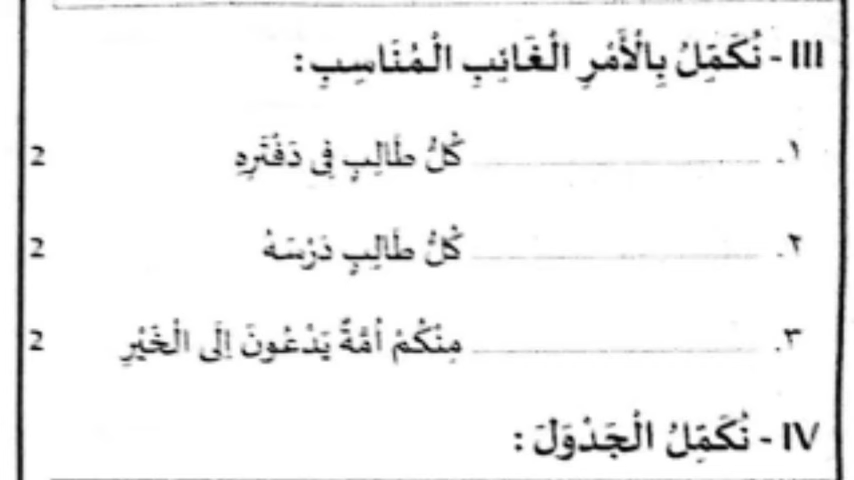 III - نُكَمِّلُ بِالْأَمْرِ الْغَائِبِ الْمُنَاسِبِ :
١. ............ كُلُّ طَالِبٍ فِي دَفْتَرِهِ 2
٢. ............ كُلُّ طَالِبٍ دَرْسَهُ 2
٣. ............ مِنْكُمْ أُمَّةٌ يَدْعُونَ إِلَى الْخَيْرِ 2
IV - نُكَمِّلُ الْجَدْوَلَ :